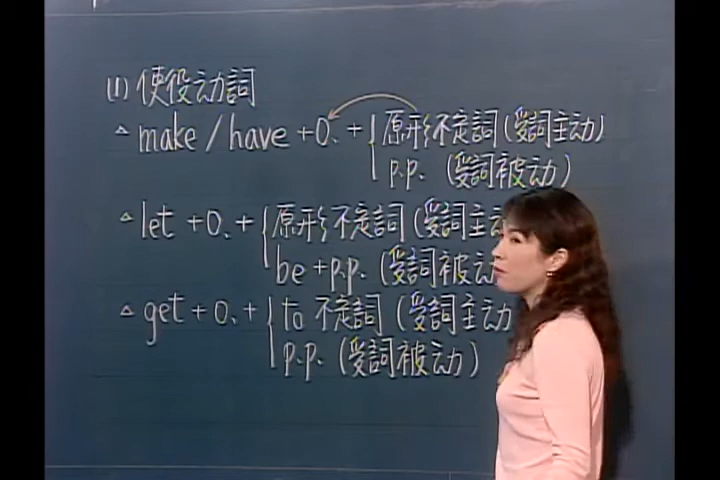 (1) 使役动詞
△ make / have + O. + { 原形不定詞 (受詞主动)
p.p. (受詞被动)
△ let + O. + { 原形不定詞 (受詞主动
be + p.p. (受詞被动
△ get + O. + { to 不定詞 (受詞主动
p.p. (受詞被动)